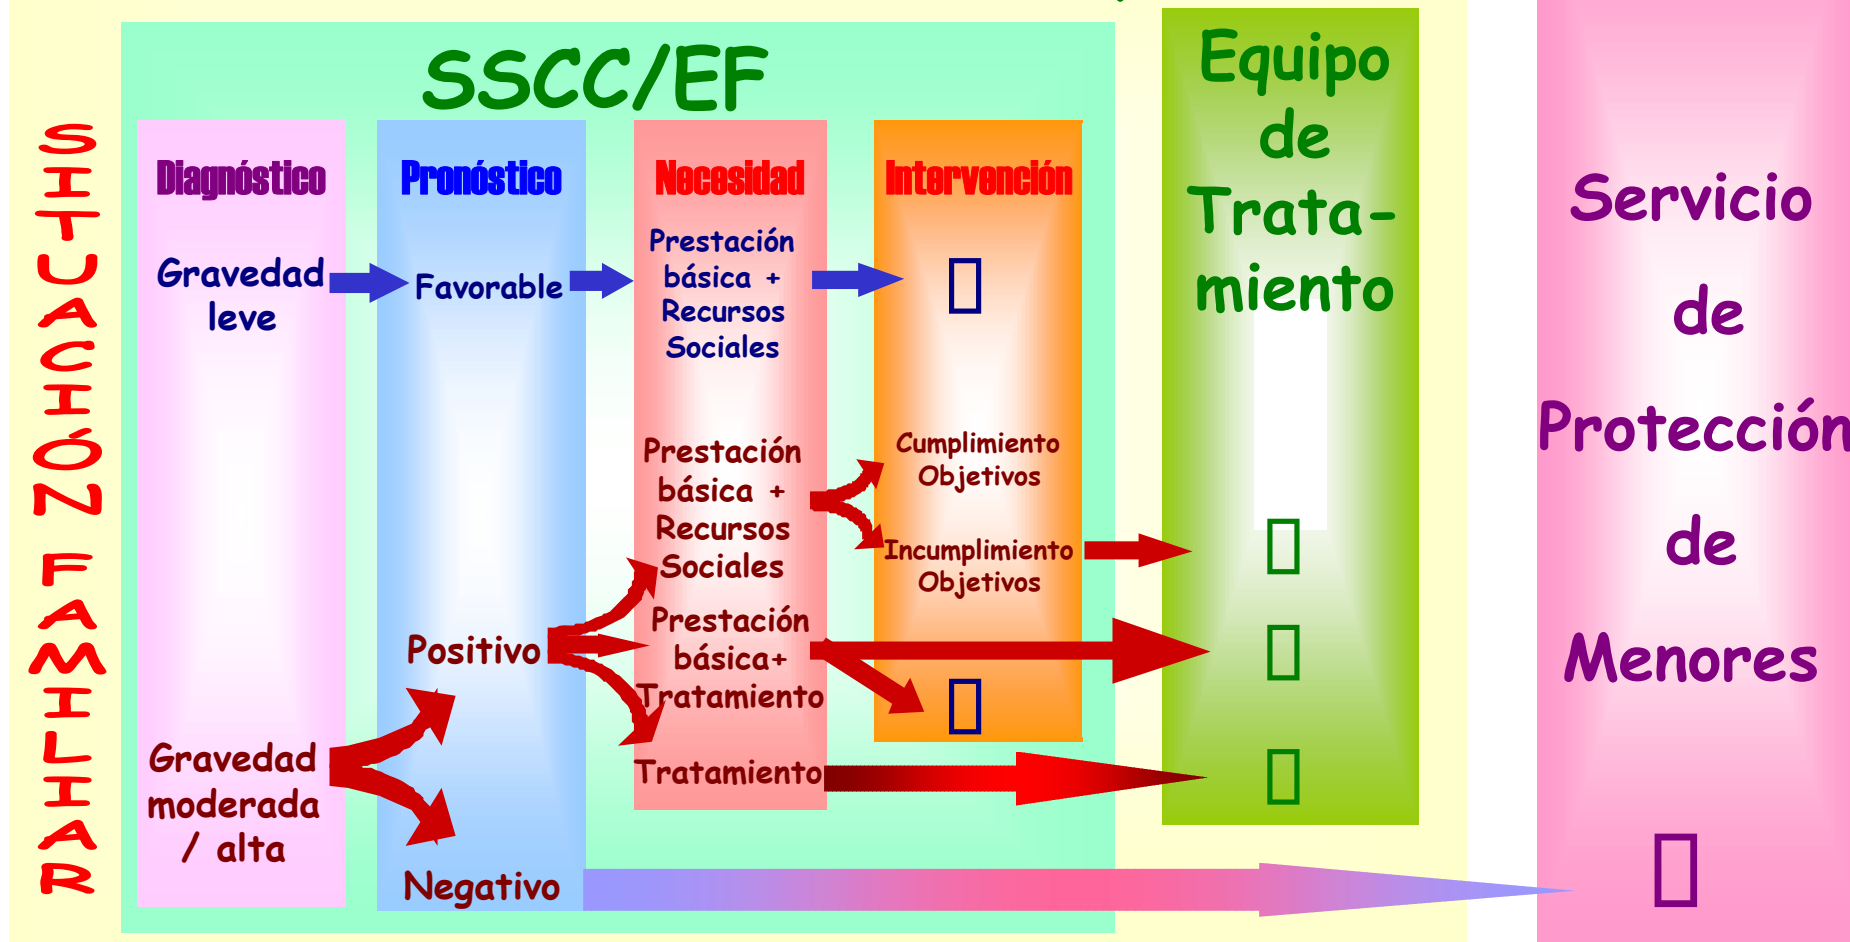 SITUACIÓN FAMILIAR
SSCC/EF
Diagnóstico
Gravedad
leve
Gravedad
moderada
/ alta
Pronóstico
Favorable
Positivo
Negativo
Necesidad
Prestación
básica +
Recursos
Sociales
Prestación
básica +
Recursos
Sociales
Prestación
básica+
Tratamiento
Tratamiento
Intervención
Cumplimiento
Objetivos
Incumplimiento
Objetivos
Equipo
de
Trata-
miento
Servicio
de
Protección
de
Menores